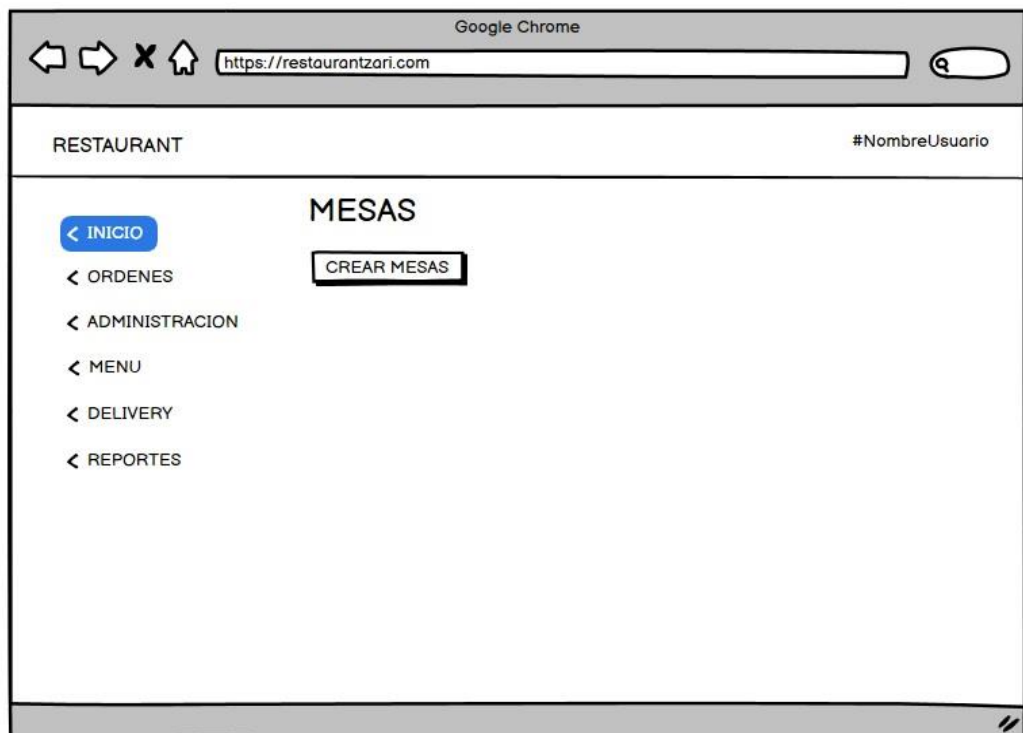 Google Chrome
https://restaurantzari.com
RESTAURANT
#NombreUsuario
MESAS
< INICIO
CREAR MESAS
< ORDENES
< ADMINISTRACION
< MENU
< DELIVERY
< REPORTES